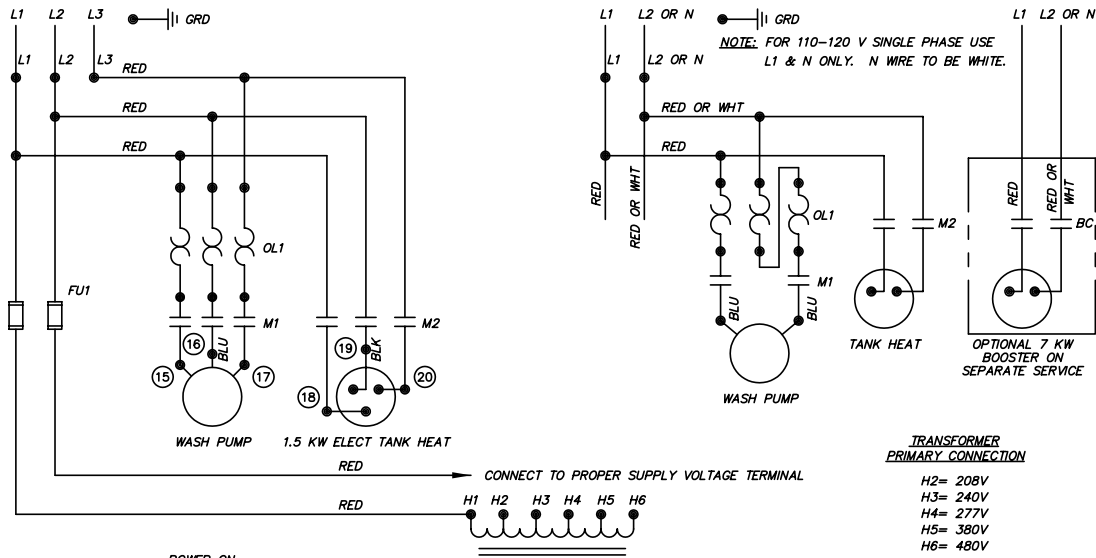 L1 L2 L3 GRD
L1 L2 L3
RED
RED
RED
OL1
FU1
M1
M2
16
BLU
19
BLK
15
17
18
20
WASH PUMP
1.5 KW ELECT TANK HEAT
RED
CONNECT TO PROPER SUPPLY VOLTAGE TERMINAL
RED
H1 H2 H3 H4 H5 H6
POWER ON
L1 L2 OR N GRD
NOTE: FOR 110-120 V SINGLE PHASE USE
L1 & N ONLY. N WIRE TO BE WHITE.
L1 L2 OR N
RED OR WHT
RED
RED
RED OR WHT
OL1
M1
M2
BLU
BLU
WASH PUMP
TANK HEAT
L1 L2 OR N
RED
RED OR
WHT
BC
OPTIONAL 7 KW
BOOSTER ON
SEPARATE SERVICE
TRANSFORMER
PRIMARY CONNECTION
H2= 208V
H3= 240V
H4= 277V
H5= 380V
H6= 480V